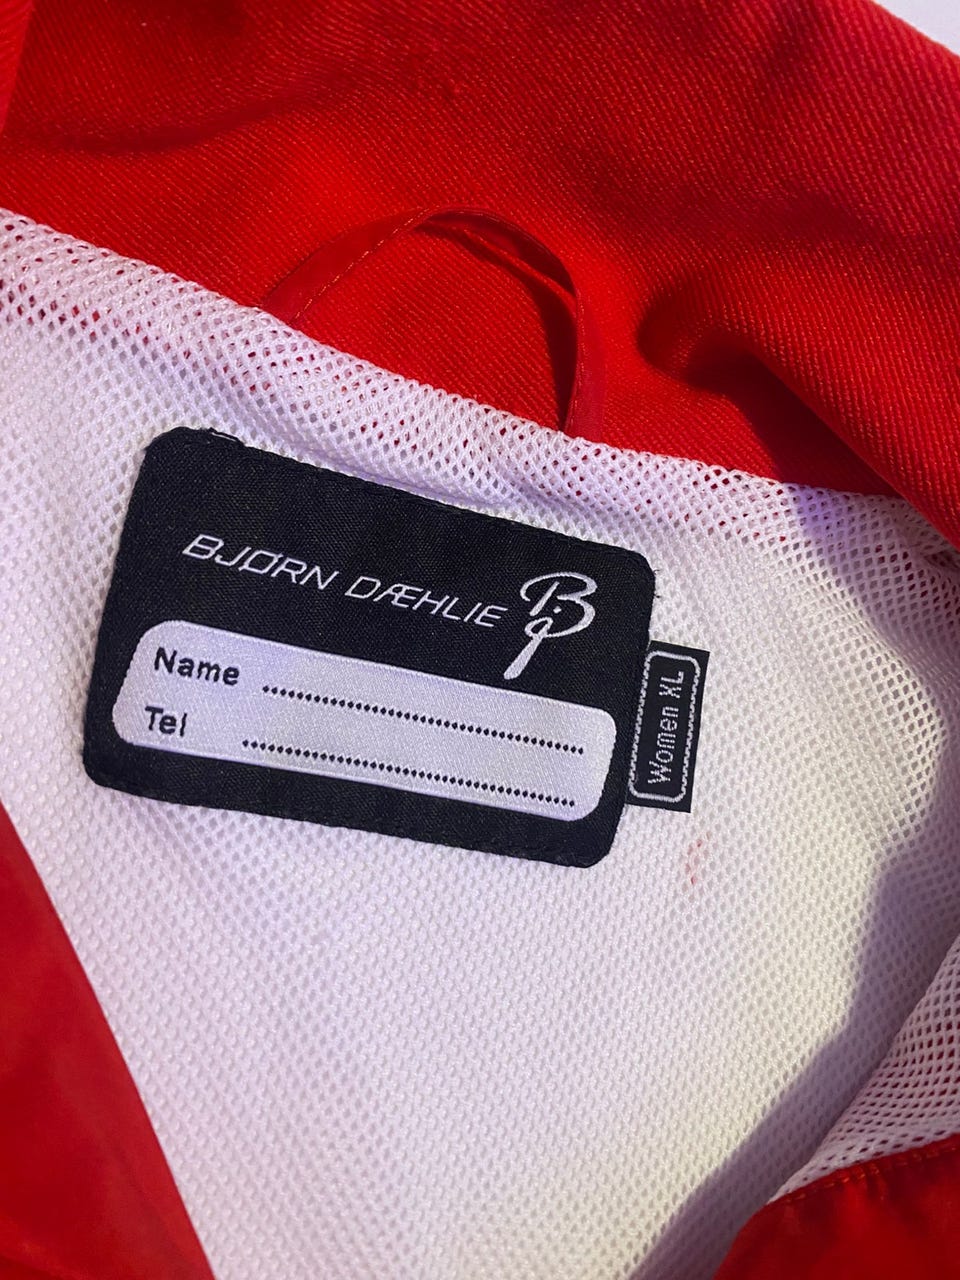 BJØRN DÆHLIE
Name ..............................
Tel ..............................
Women XL